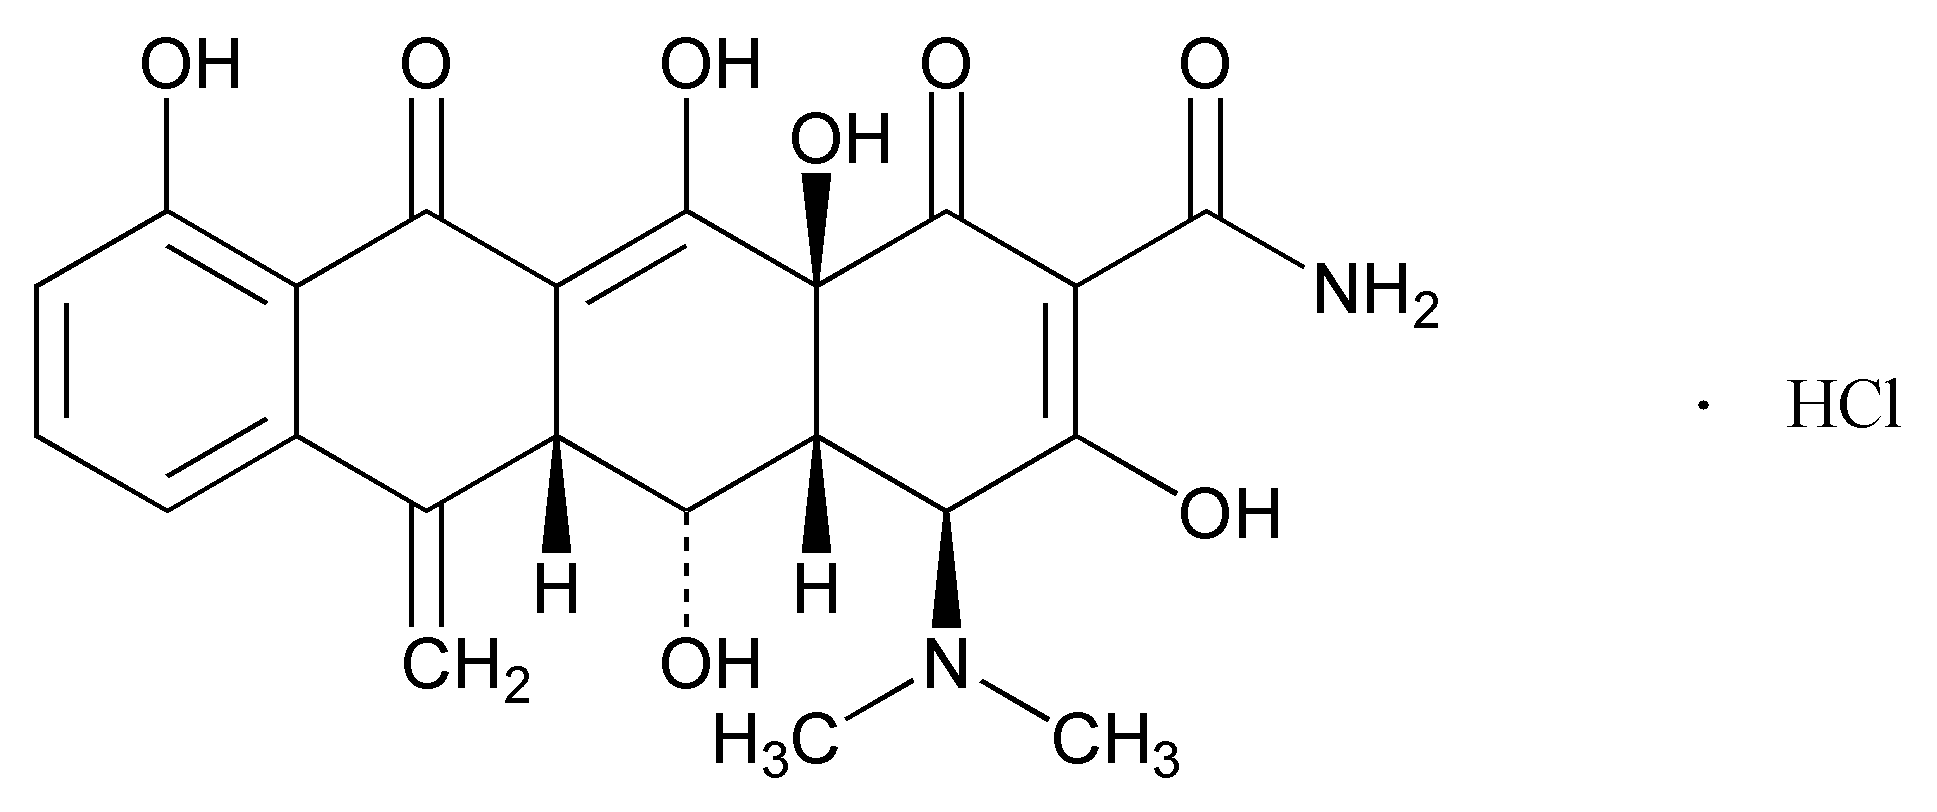 OH O OH O O
OH
NH₂
HCl
OH
H H
CH₂ OH N
H₃C CH₃